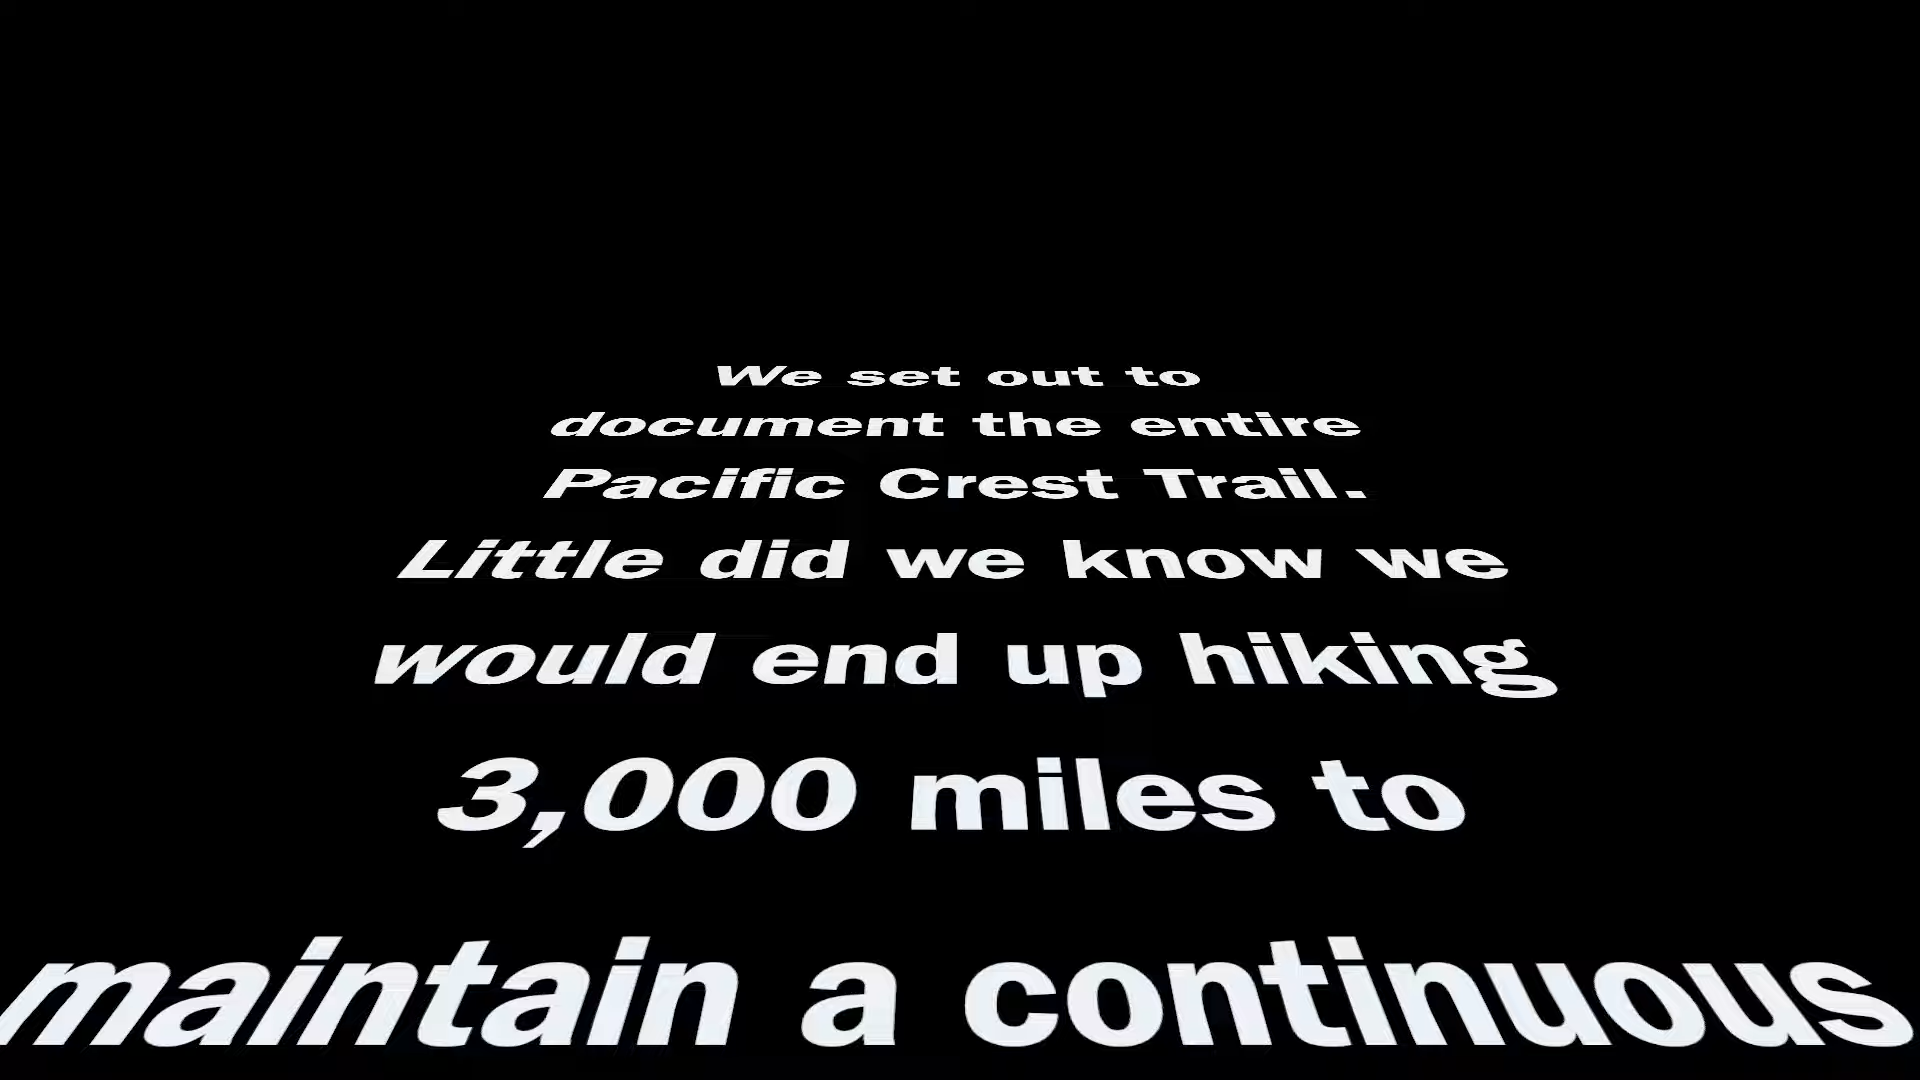 We set out to
document the entire
Pacific Crest Trail.
Little did we know we
would end up hiking
3,000 miles to
maintain a continuous